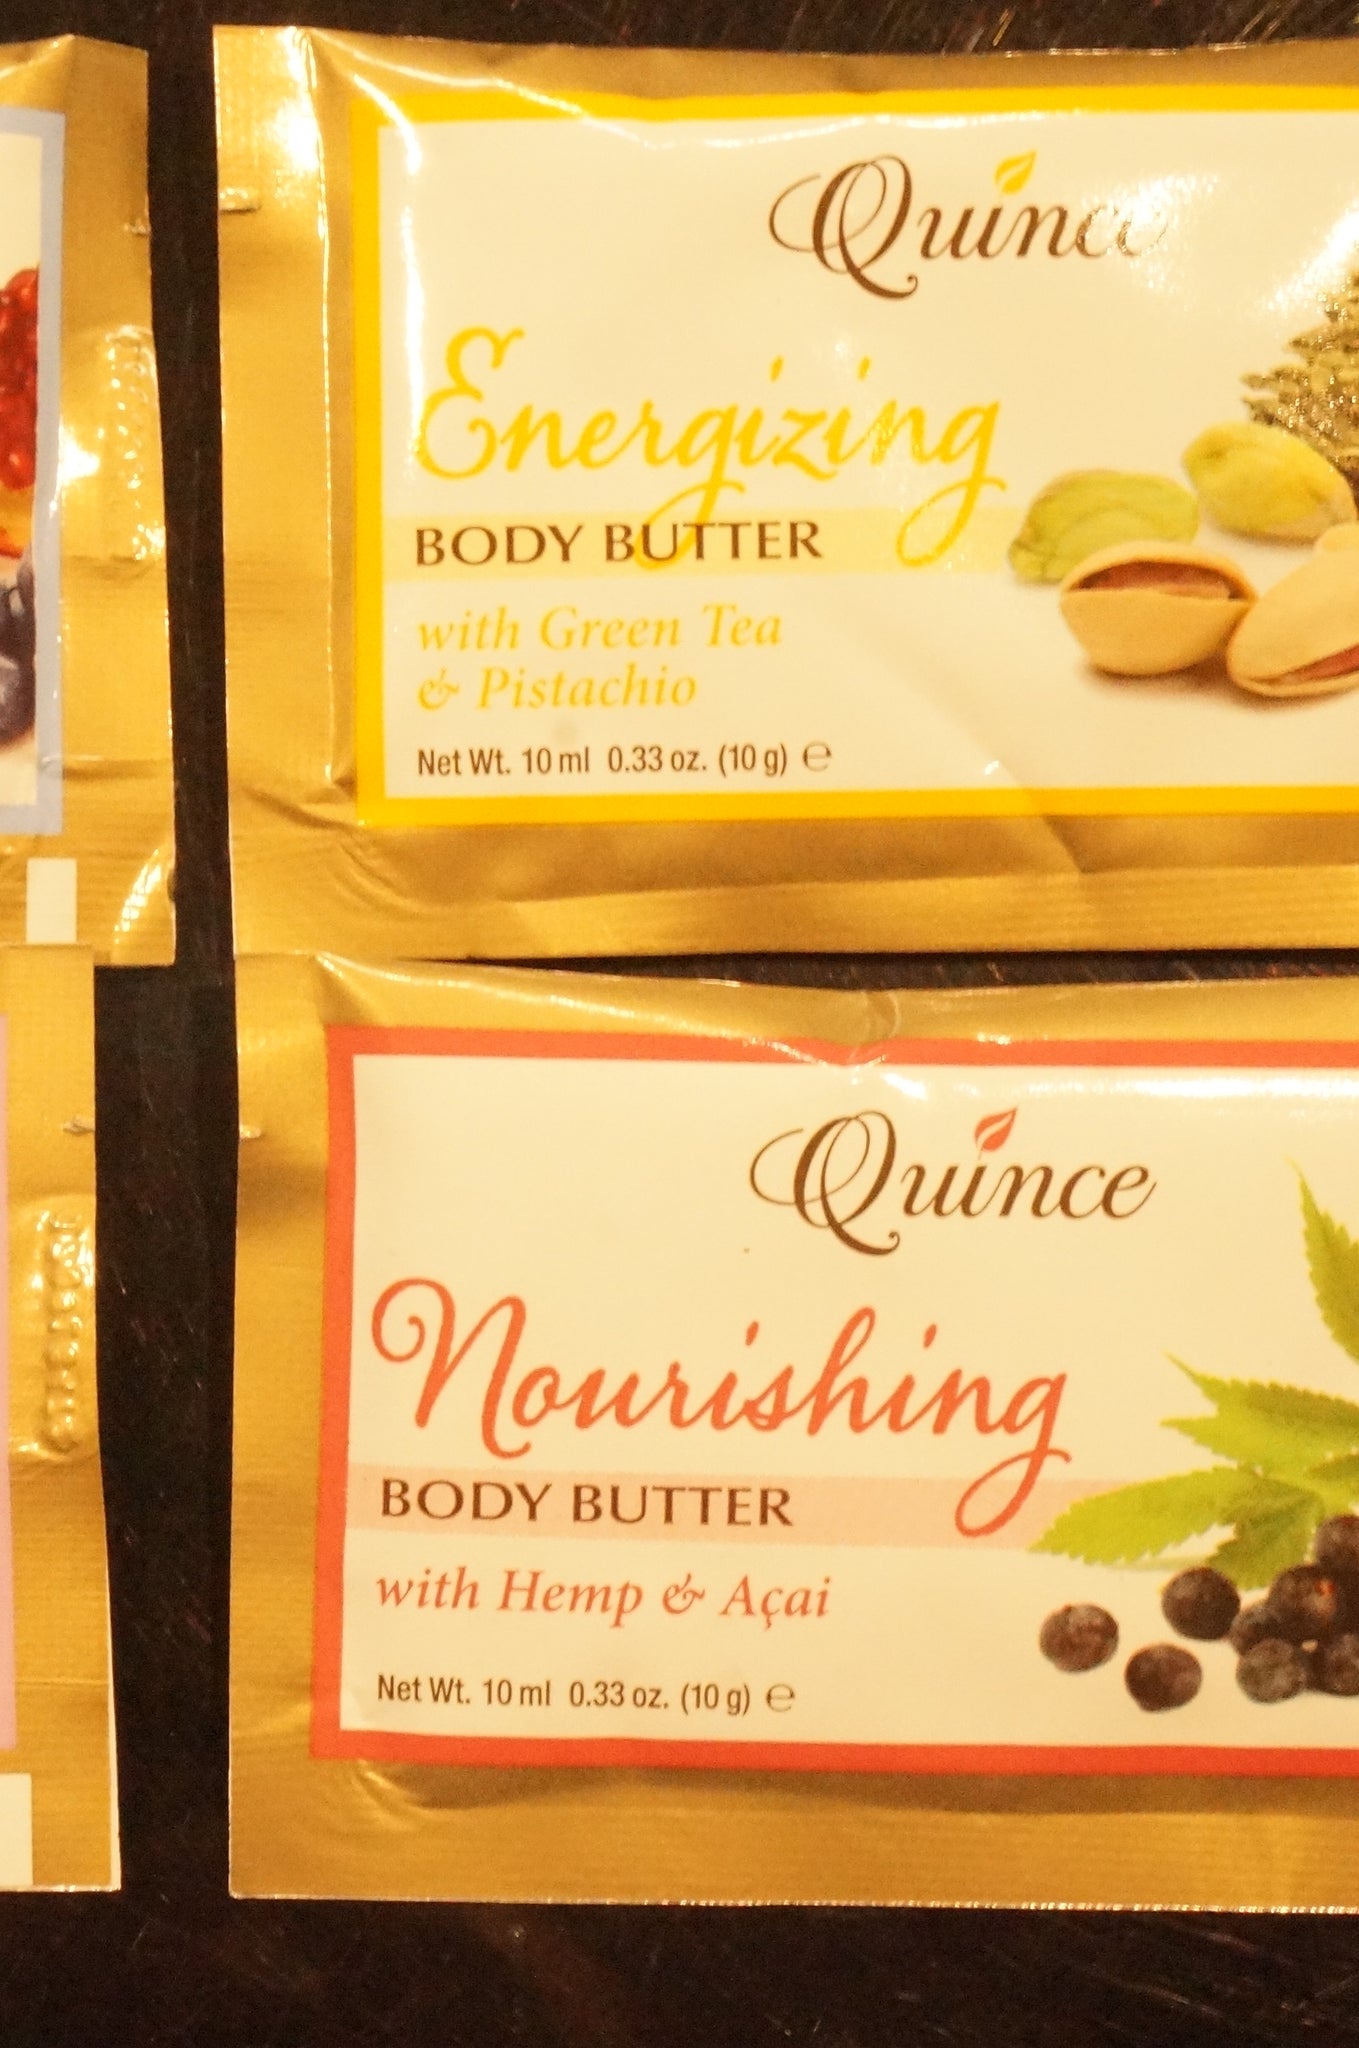 Quince
Energizing
BODY BUTTER
with Green Tea
& Pistachio
Net Wt. 10 ml 0.33 oz. (10 g) ℮
Quince
Nourishing
BODY BUTTER
with Hemp & Açai
Net Wt. 10 ml 0.33 oz. (10 g) ℮